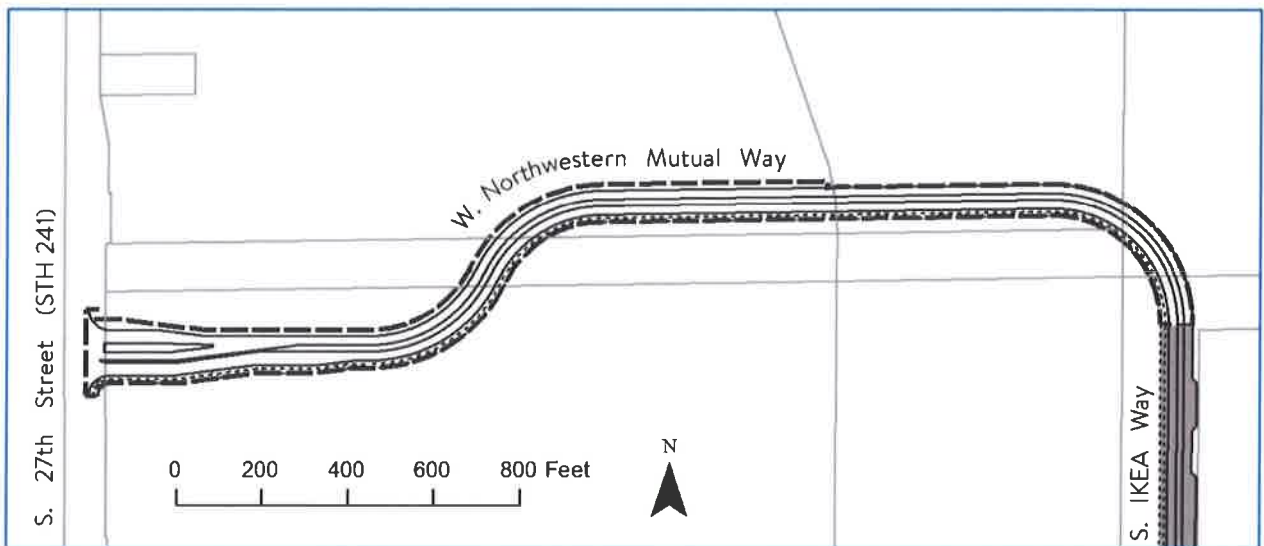 W. Northwestern Mutual Way
S. 27th Street (STH 241)
S. IKEA Way
N
0 200 400 600 800 Feet